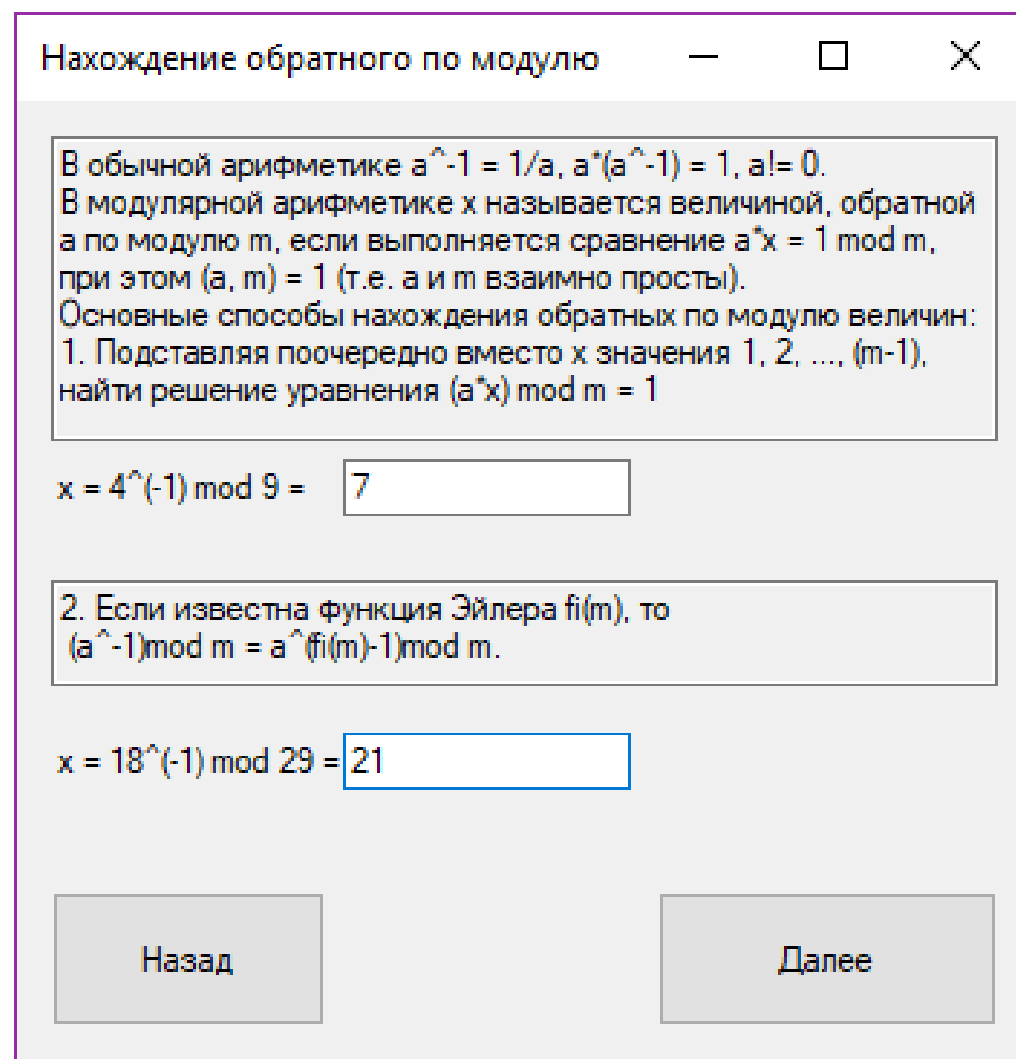 Нахождение обратного по модулю
В обычной арифметике a^-1 = 1/a, a*(a^-1) = 1, a!= 0.
В модулярной арифметике x называется величиной, обратной
a по модулю m, если выполняется сравнение a*x = 1 mod m,
при этом (a, m) = 1 (т.е. a и m взаимно просты).
Основные способы нахождения обратных по модулю величин:
1. Подставляя поочередно вместо x значения 1, 2, ..., (m-1),
найти решение уравнения (a*x) mod m = 1
x = 4^(-1) mod 9 = 7
2. Если известна функция Эйлера fi(m), то
(a^-1)mod m = a^(fi(m)-1)mod m.
x = 18^(-1) mod 29 = 21
Назад Далее